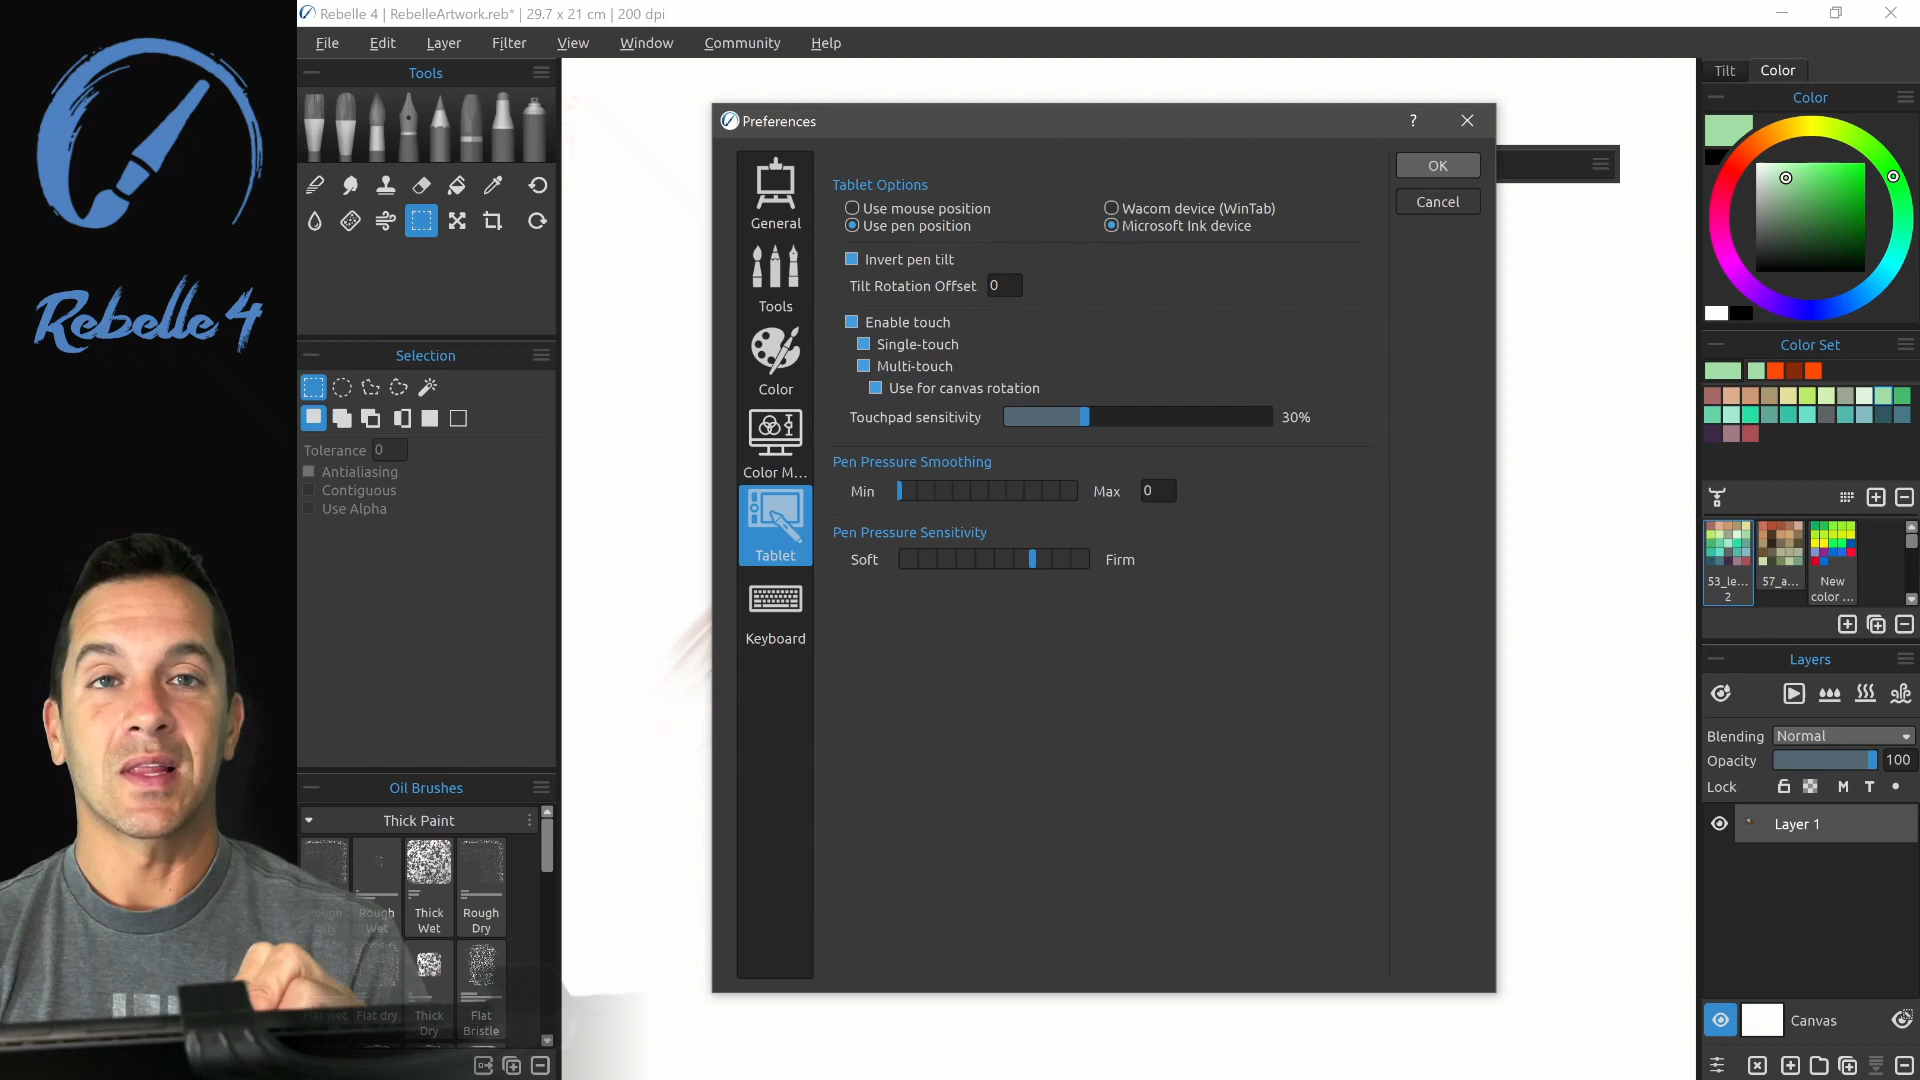 Rebelle 4 | RebelleArtwork.reb* | 29.7 x 21 cm | 200 dpi
File Edit Layer Filter View Window Community Help
Rebelle 4
Tools
Selection
Tolerance 0
Antialiasing
Contiguous
Use Alpha
Oil Brushes
Thick Paint
Rough Wet
Thick Wet
Rough Dry
Flat wet
Flat dry
Thick Dry
Flat Bristle
Preferences
?
General
Tools
Color
Color M...
Tablet
Keyboard
Tablet Options
Use mouse position
Wacom device (WinTab)
Use pen position
Microsoft Ink device
Invert pen tilt
Tilt Rotation Offset 0
Enable touch
Single-touch
Multi-touch
Use for canvas rotation
Touchpad sensitivity 30%
Pen Pressure Smoothing
Min Max 0
Pen Pressure Sensitivity
Soft Firm
OK
Cancel
Tilt Color
Color
Color Set
53_le... 2
57_a...
New color ...
Layers
Blending Normal
Opacity 100
Lock M T
Layer 1
Canvas